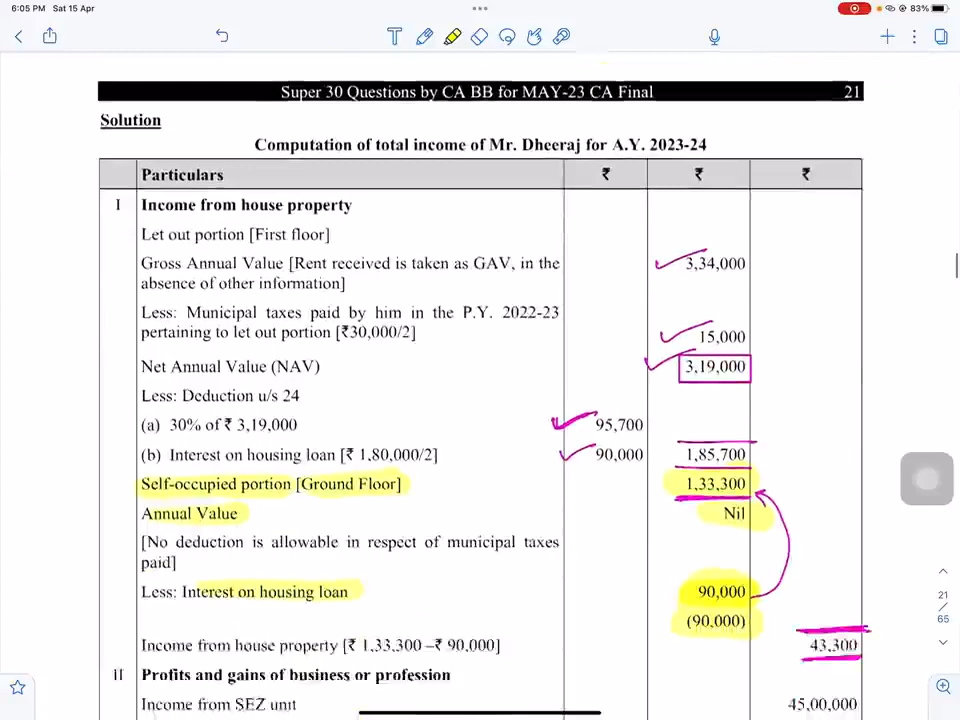 6:05 PM Sat 15 Apr
83%
Super 30 Questions by CA BB for MAY-23 CA Final 21
Solution
Computation of total income of Mr. Dheeraj for A.Y. 2023-24
Particulars ₹ ₹ ₹
I Income from house property
Let out portion [First floor]
Gross Annual Value [Rent received is taken as GAV, in the 3,34,000
absence of other information]
Less: Municipal taxes paid by him in the P.Y. 2022-23
pertaining to let out portion [₹30,000/2] 15,000
Net Annual Value (NAV) 3,19,000
Less: Deduction u/s 24
(a) 30% of ₹ 3,19,000 95,700
(b) Interest on housing loan [₹ 1,80,000/2] 90,000 1,85,700
Self-occupied portion [Ground Floor] 1,33,300
Annual Value Nil
[No deduction is allowable in respect of municipal taxes
paid]
Less: Interest on housing loan 90,000
(90,000)
Income from house property [₹ 1,33,300 –₹ 90,000] 43,300
II Profits and gains of business or profession
Income from SEZ unit 45,00,000
21
/
65